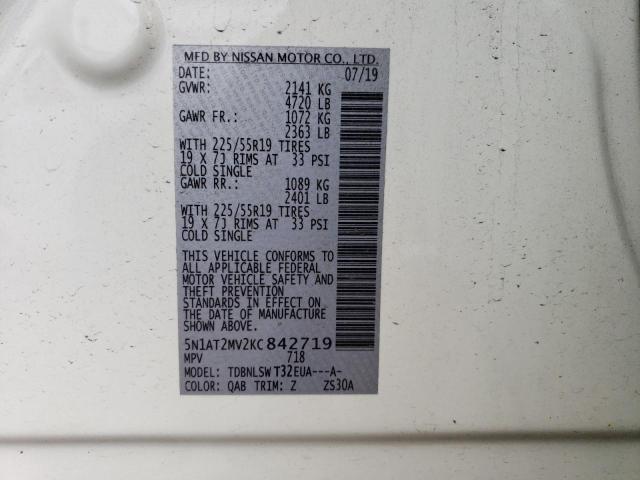 MFD BY NISSAN MOTOR CO., LTD.
DATE: 07/19
GVWR: 2141 KG
4720 LB
GAWR FR.: 1072 KG
2363 LB
WITH 225/55R19 TIRES
19 X 7J RIMS AT 33 PSI
COLD SINGLE
GAWR RR.: 1089 KG
2401 LB
WITH 225/55R19 TIRES
19 X 7J RIMS AT 33 PSI
COLD SINGLE
THIS VEHICLE CONFORMS TO
ALL APPLICABLE FEDERAL
MOTOR VEHICLE SAFETY AND
THEFT PREVENTION
STANDARDS IN EFFECT ON
THE DATE OF MANUFACTURE
SHOWN ABOVE.
5N1AT2MV2KC842719
MPV 718
MODEL: TDBNLSWT32EUA---A-
COLOR: QAB TRIM: Z ZS30A